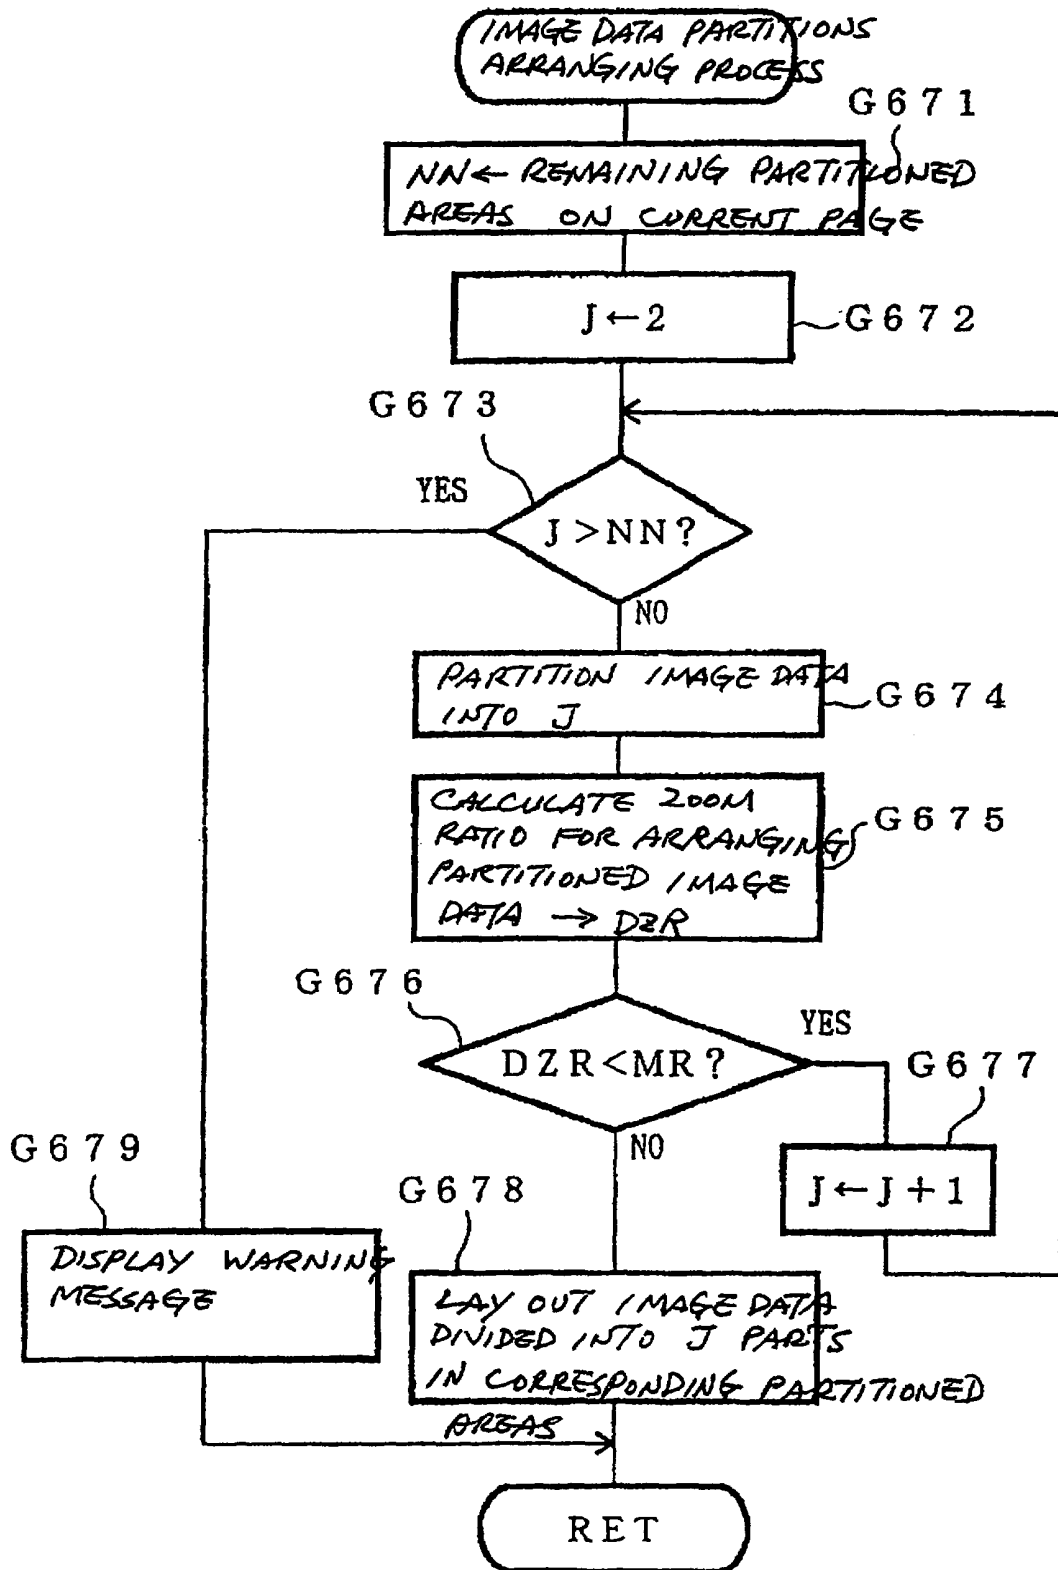 IMAGE DATA PARTITIONS
ARRANGING PROCESS
G671
NN ← REMAINING PARTITIONED
AREAS ON CURRENT PAGE
J←2
G672
G673
YES
J>NN?
NO
PARTITION IMAGE DATA
INTO J
G674
CALCULATE ZOOM
RATIO FOR ARRANGING
PARTITIONED IMAGE
DATA → DZR
G675
G676
YES
DZR<MR?
NO
G677
J←J+1
G679
DISPLAY WARNING
MESSAGE
G678
LAY OUT IMAGE DATA
DIVIDED INTO J PARTS
IN CORRESPONDING PARTITIONED
AREAS
RET